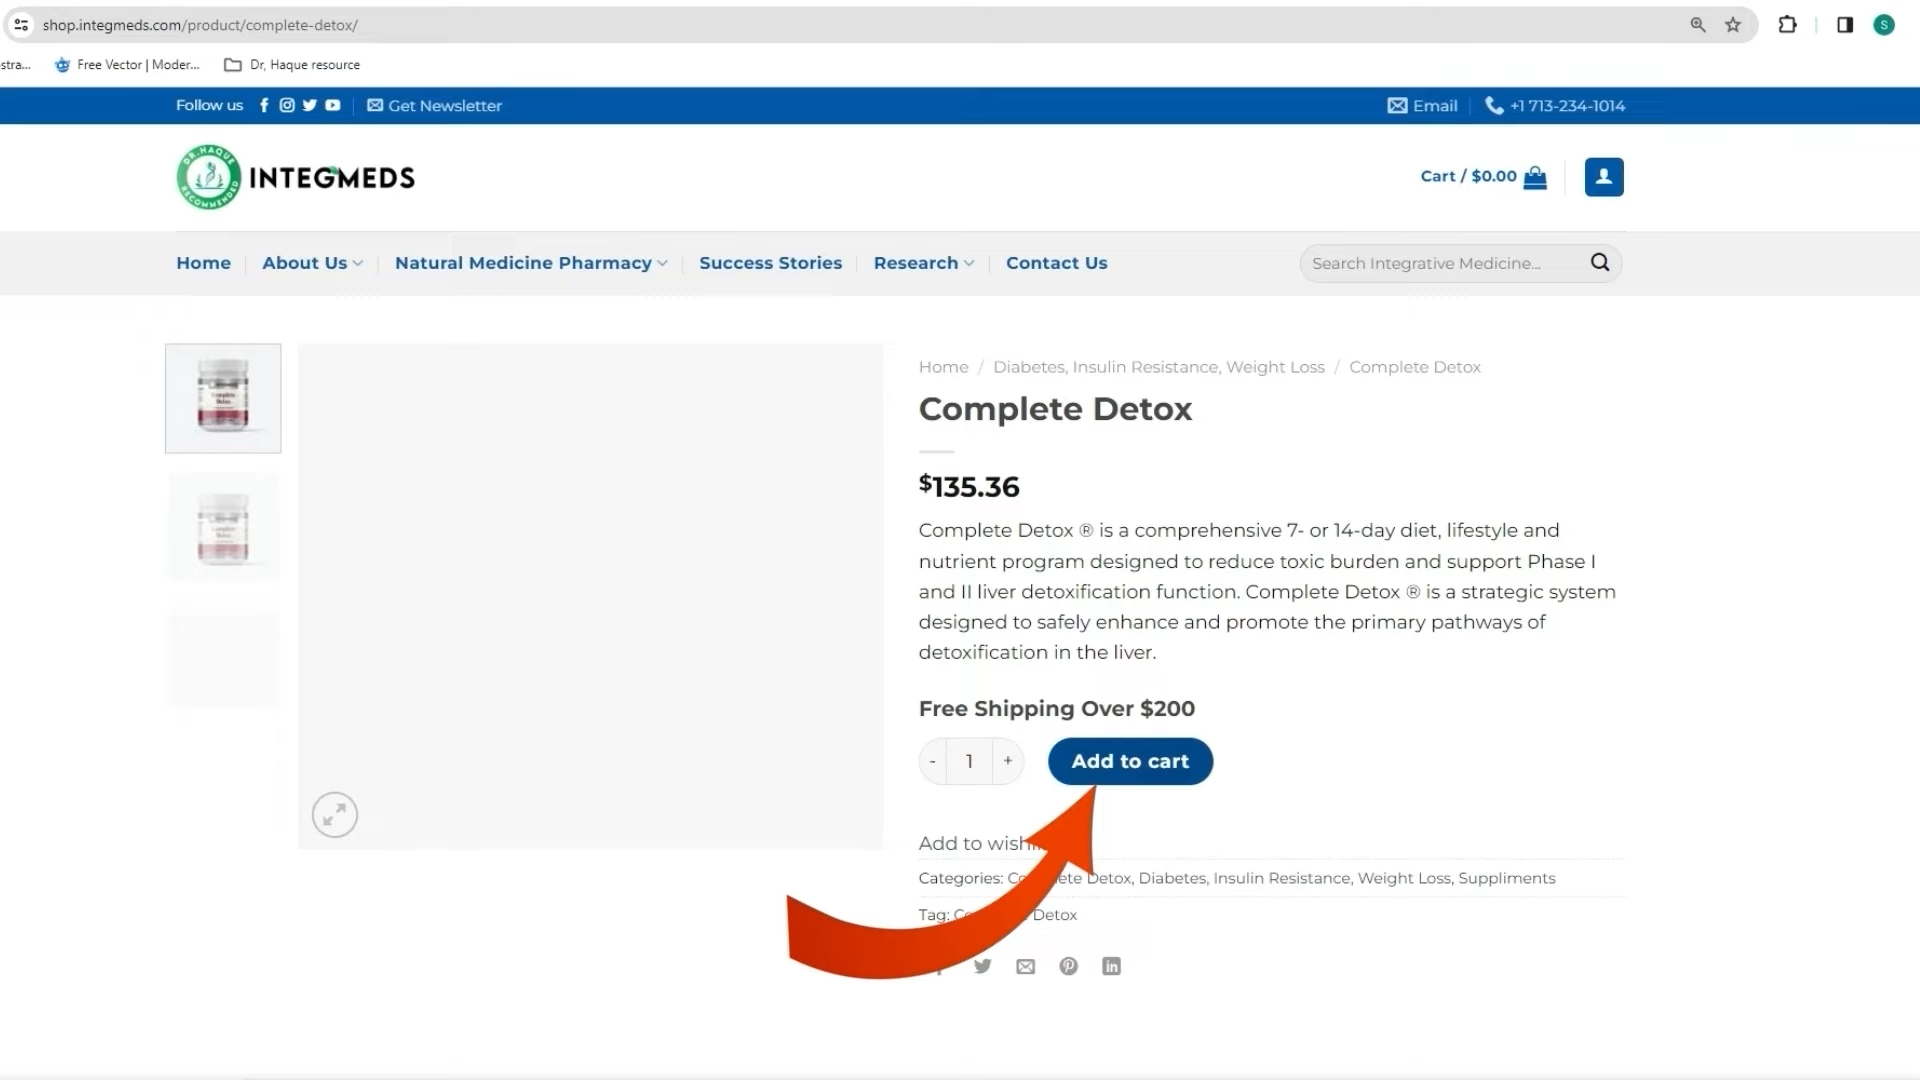 shop.integmeds.com/product/complete-detox/
S
stra...
Free Vector | Moder...
Dr, Haque resource
Follow us
Get Newsletter
Email
+1 713-234-1014
DR. HAQUE
RECOMMENDED
INTEGMEDS
Cart / $0.00
Home
About Us
Natural Medicine Pharmacy
Success Stories
Research
Contact Us
Search Integrative Medicine...
Complete
Detox
Home / Diabetes, Insulin Resistance, Weight Loss / Complete Detox
Complete Detox
$135.36
Complete Detox ® is a comprehensive 7- or 14-day diet, lifestyle and
nutrient program designed to reduce toxic burden and support Phase I
and II liver detoxification function. Complete Detox ® is a strategic system
designed to safely enhance and promote the primary pathways of
detoxification in the liver.
Free Shipping Over $200
- 1 +
Add to cart
Add to wish
Categories: Detox, Diabetes, Insulin Resistance, Weight Loss, Suppliments
Tag: Detox